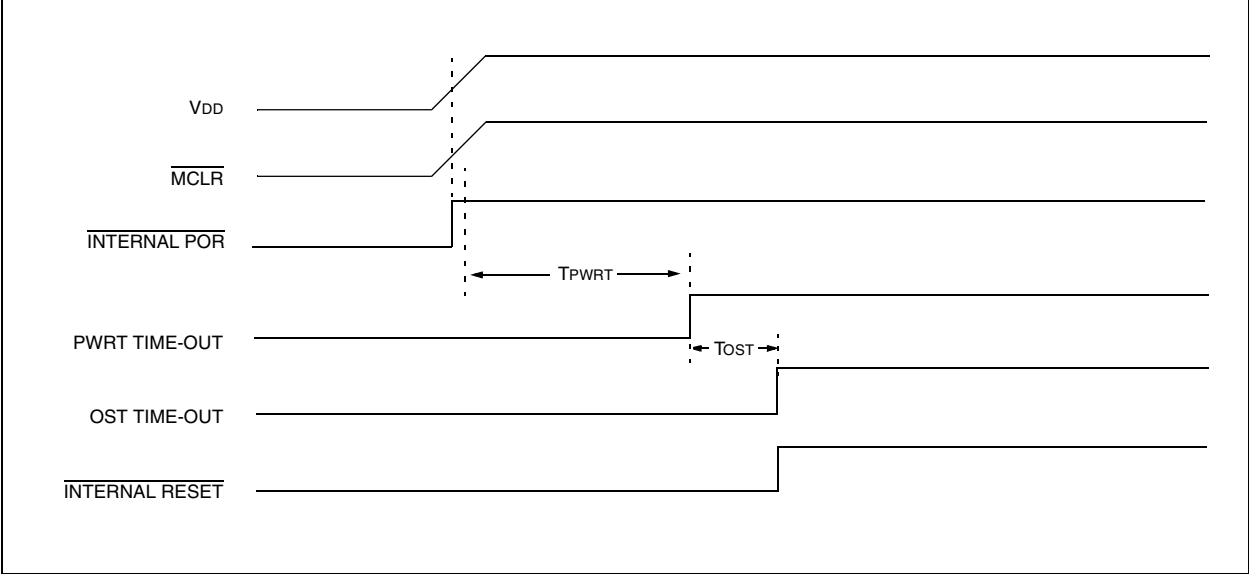 VDD
MCLR
INTERNAL POR
TPWRT
PWRT TIME-OUT
TOST
OST TIME-OUT
INTERNAL RESET